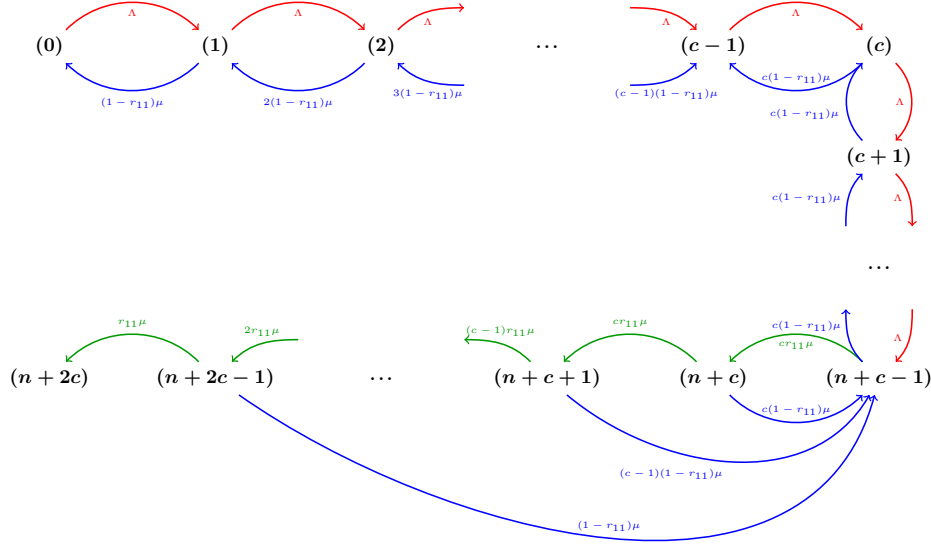 Λ Λ Λ Λ Λ
(0) (1) (2) ... (c − 1) (c)
(1 − r₁₁)μ 2(1 − r₁₁)μ 3(1 − r₁₁)μ (c − 1)(1 − r₁₁)μ c(1 − r₁₁)μ
c(1 − r₁₁)μ Λ
(c + 1)
c(1 − r₁₁)μ Λ
...
r₁₁μ 2r₁₁μ (c − 1)r₁₁μ cr₁₁μ c(1 − r₁₁)μ Λ
cr₁₁μ
(n + 2c) (n + 2c − 1) ... (n + c + 1) (n + c) (n + c − 1)
c(1 − r₁₁)μ
(c − 1)(1 − r₁₁)μ
(1 − r₁₁)μ